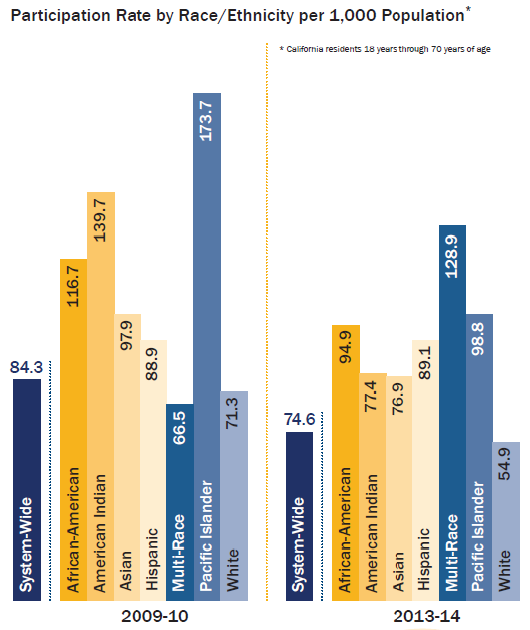 Participation Rate by Race/Ethnicity per 1,000 Population*
* California residents 18 years through 70 years of age
84.3
System-Wide
116.7
African-American
139.7
American Indian
97.9
Asian
88.9
Hispanic
66.5
Multi-Race
173.7
Pacific Islander
71.3
White
2009-10
74.6
System-Wide
94.9
African-American
77.4
American Indian
76.9
Asian
89.1
Hispanic
128.9
Multi-Race
98.8
Pacific Islander
54.9
White
2013-14